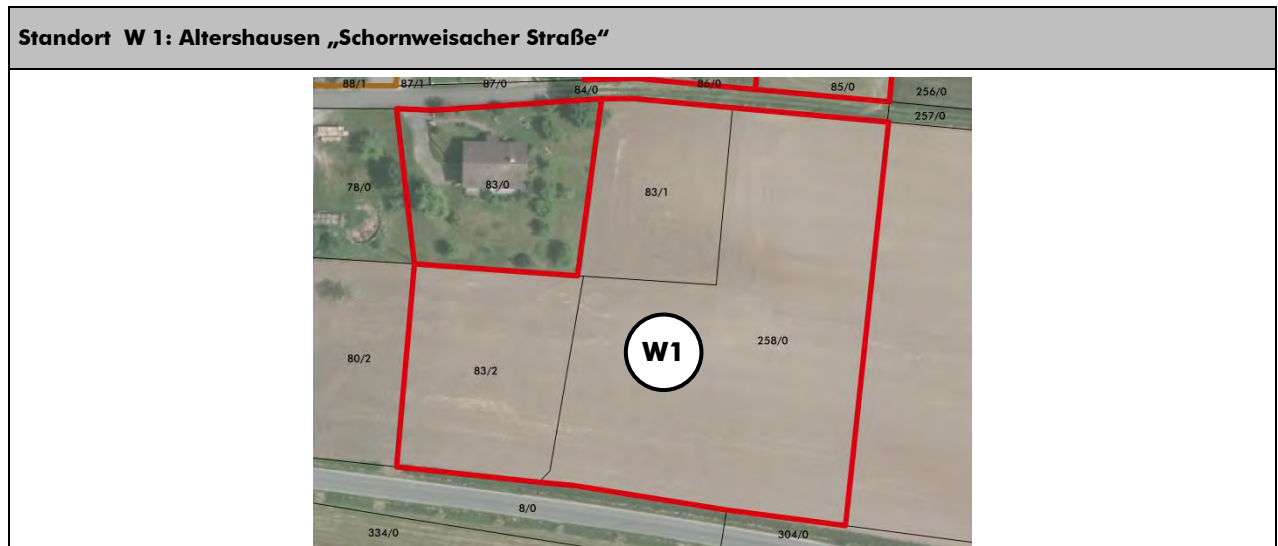 Standort W 1: Altershausen „Schornweisacher Straße“
88/1 87/1 87/0 84/0 86/0 85/0 256/0
257/0
78/0 83/0 83/1
W1 258/0
80/2 83/2
8/0
334/0 304/0